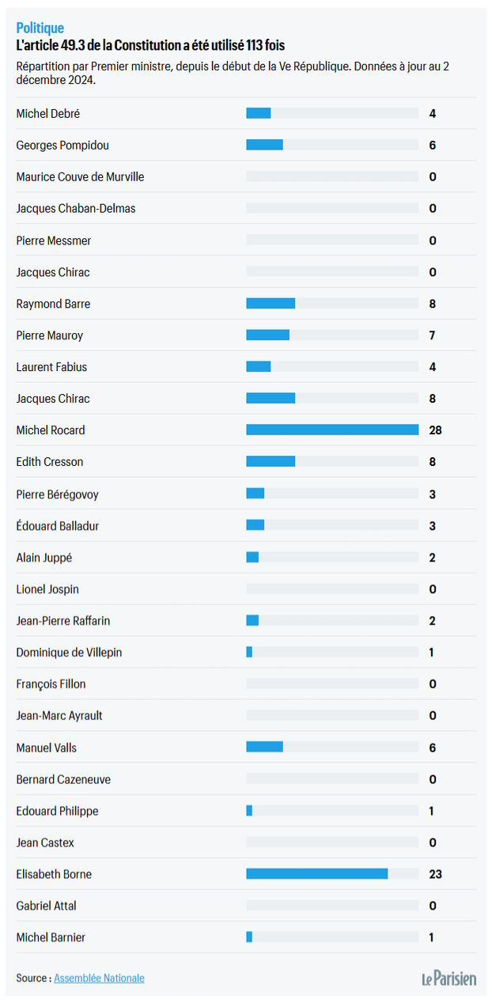 Politique
L'article 49.3 de la Constitution a été utilisé 113 fois
Répartition par Premier ministre, depuis le début de la Ve République. Données à jour au 2
décembre 2024.
Michel Debré 4
Georges Pompidou 6
Maurice Couve de Murville 0
Jacques Chaban-Delmas 0
Pierre Messmer 0
Jacques Chirac 0
Raymond Barre 8
Pierre Mauroy 7
Laurent Fabius 4
Jacques Chirac 8
Michel Rocard 28
Edith Cresson 8
Pierre Bérégovoy 3
Édouard Balladur 3
Alain Juppé 2
Lionel Jospin 0
Jean-Pierre Raffarin 2
Dominique de Villepin 1
François Fillon 0
Jean-Marc Ayrault 0
Manuel Valls 6
Bernard Cazeneuve 0
Edouard Philippe 1
Jean Castex 0
Elisabeth Borne 23
Gabriel Attal 0
Michel Barnier 1
Source : Assemblée Nationale
Le Parisien